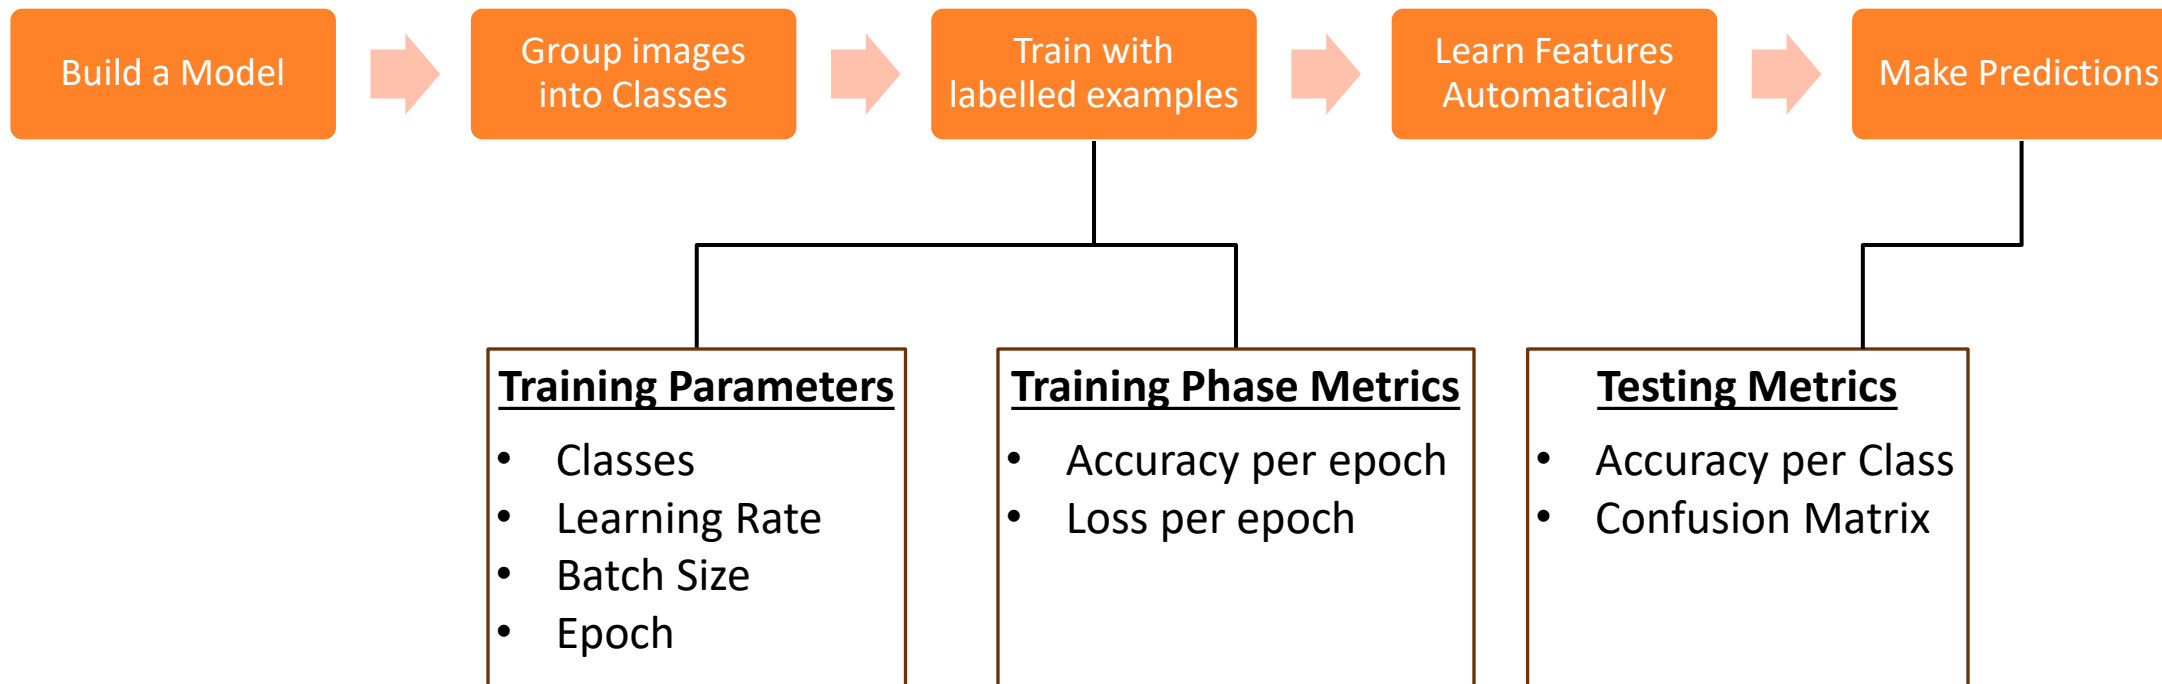 Build a Model
Group images
into Classes
Train with
labelled examples
Learn Features
Automatically
Make Predictions
Training Parameters
• Classes
• Learning Rate
• Batch Size
• Epoch
Training Phase Metrics
• Accuracy per epoch
• Loss per epoch
Testing Metrics
• Accuracy per Class
• Confusion Matrix